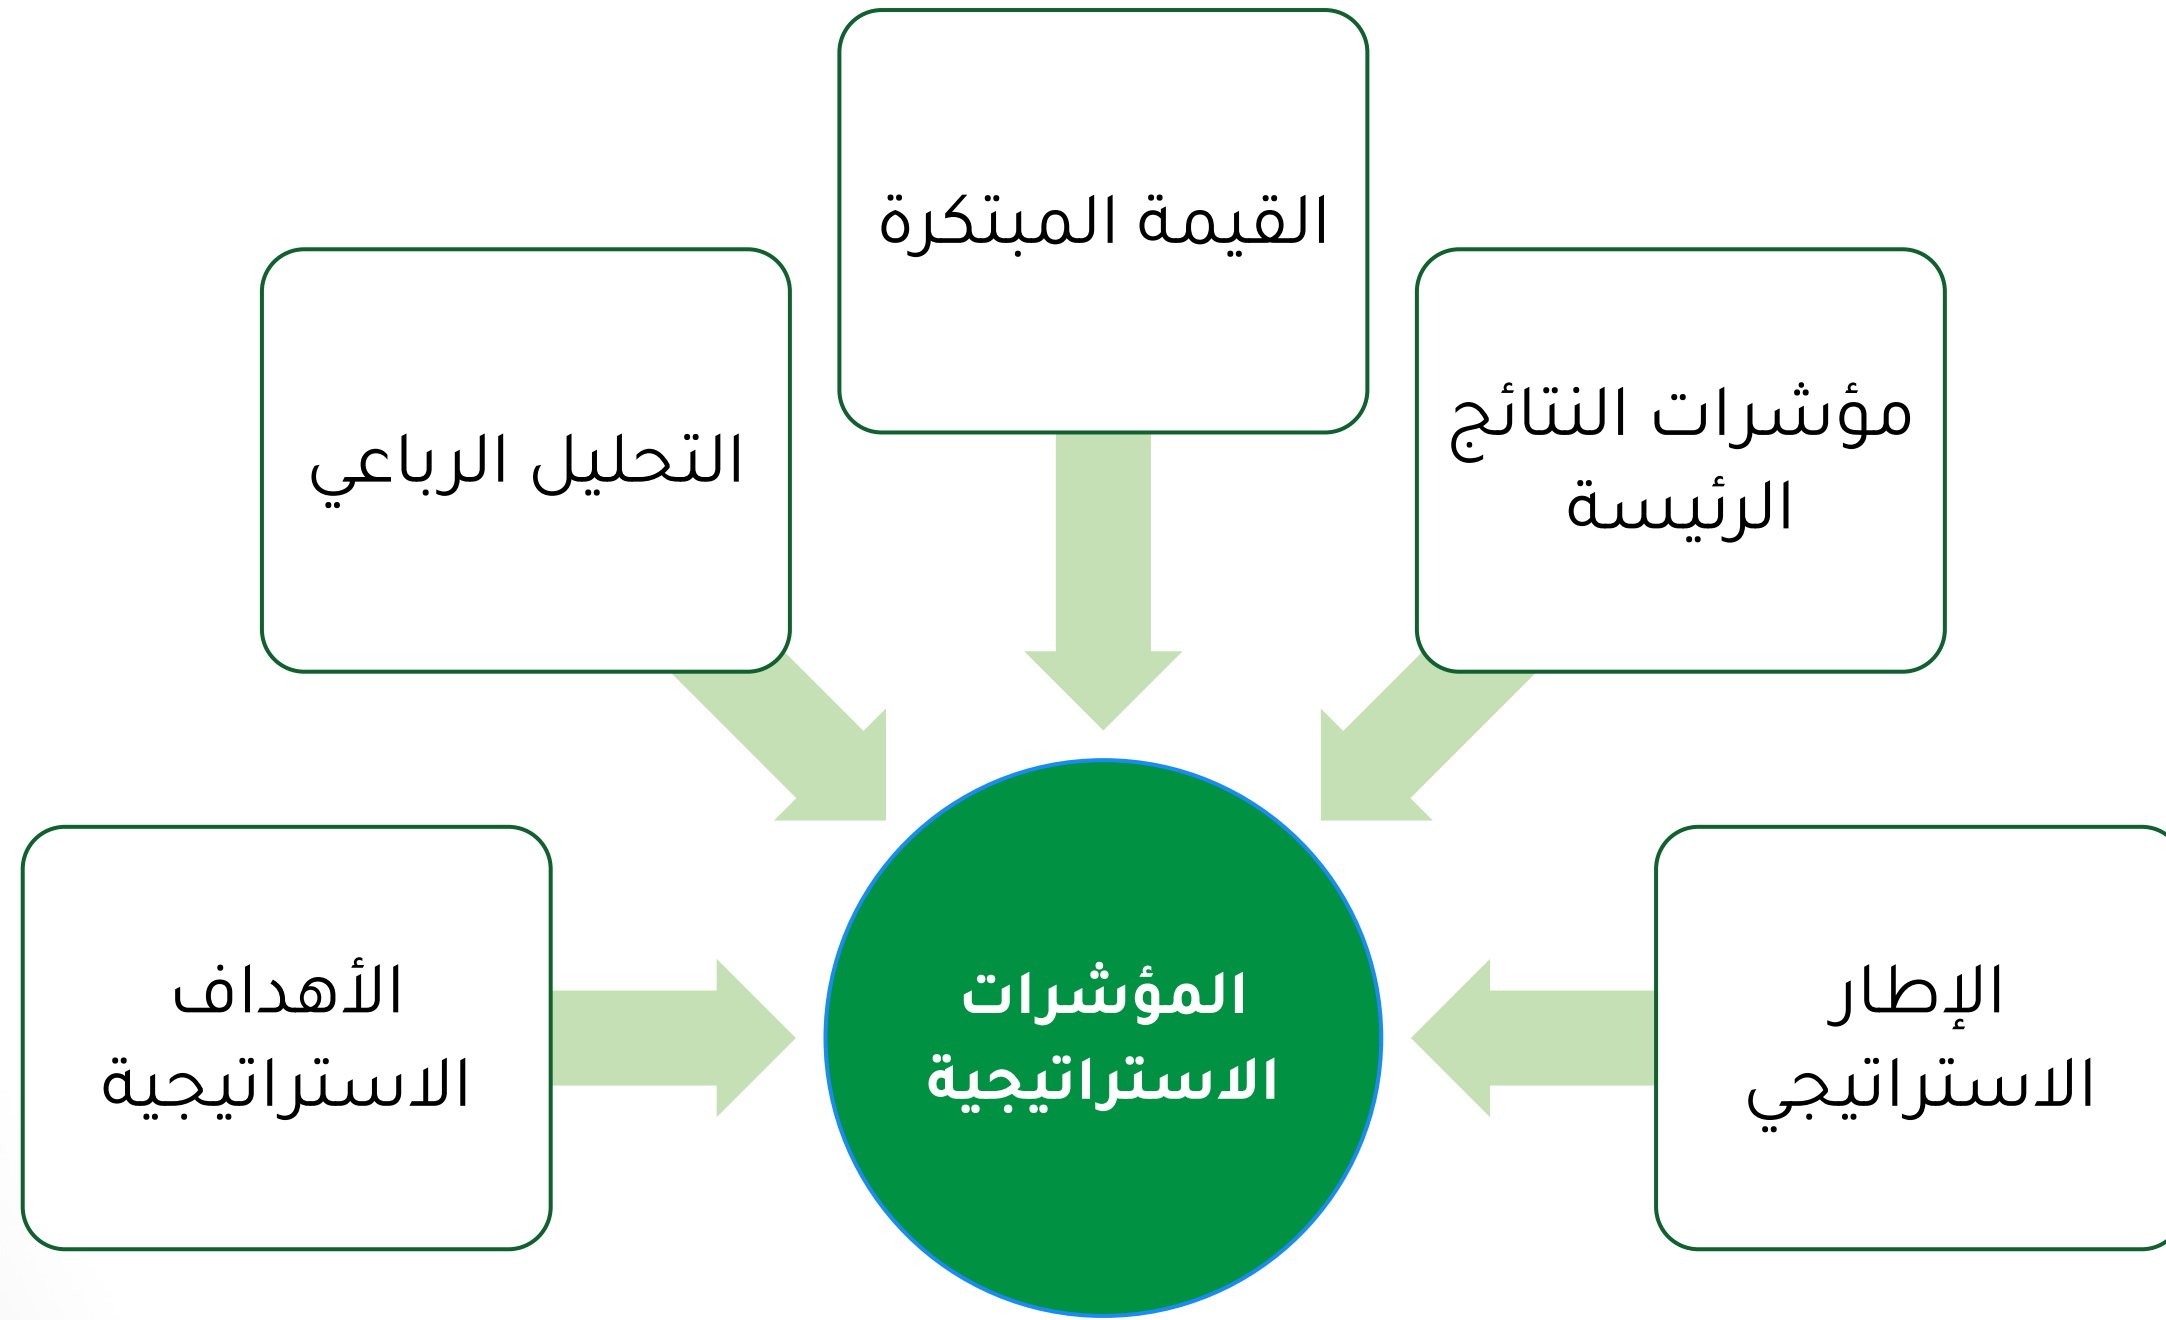 القيمة المبتكرة
مؤشرات النتائج
الرئيسة
التحليل الرباعي
الإطار
الاستراتيجي
المؤشرات
الاستراتيجية
الأهداف
الاستراتيجية